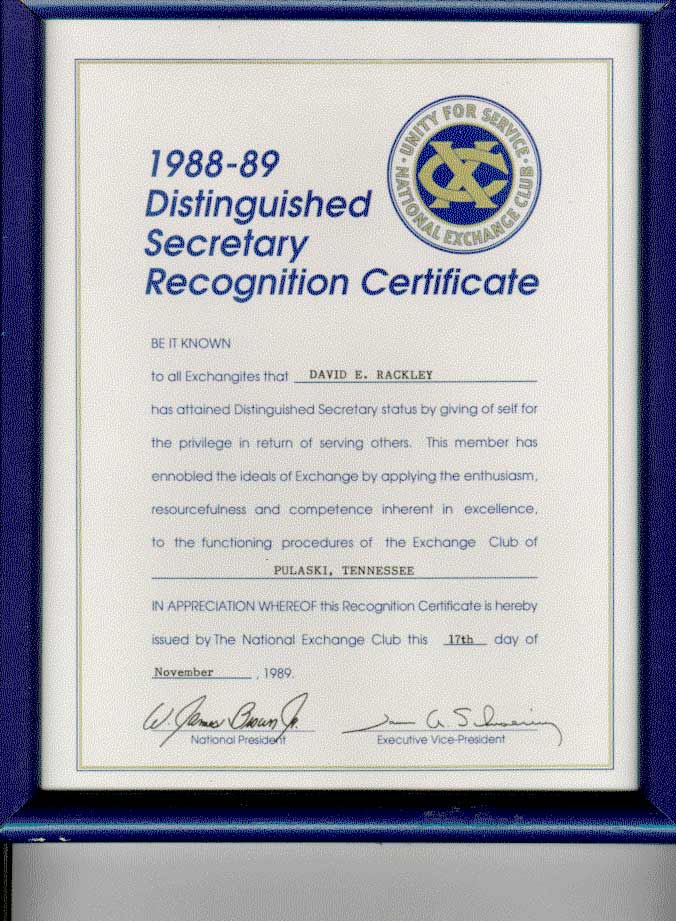 1988-89
Distinguished
Secretary
Recognition Certificate
UNITY FOR SERVICE
NATIONAL EXCHANGE CLUB
XC
BE IT KNOWN
to all Exchangites that DAVID E. RACKLEY
has attained Distinguished Secretary status by giving of self for
the privilege in return of serving others. This member has
ennobled the ideals of Exchange by applying the enthusiasm,
resourcefulness and competence inherent in excellence,
to the functioning procedures of the Exchange Club of
PULASKI, TENNESSEE
IN APPRECIATION WHEREOF this Recognition Certificate is hereby
issued by The National Exchange Club this 17th day of
November, 1989.
W. James Brown Jr.
National President
Executive Vice-President